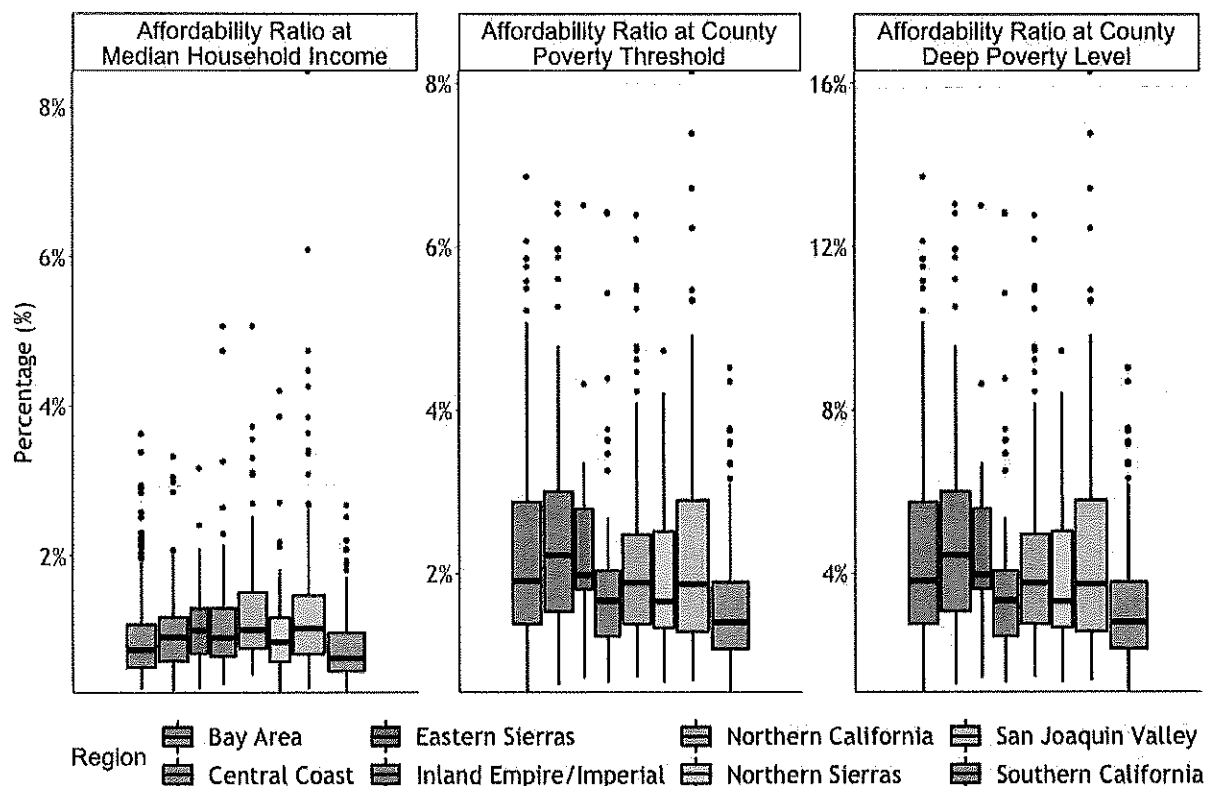 Affordability Ratio at
Median Household Income
Affordability Ratio at County
Poverty Threshold
Affordability Ratio at County
Deep Poverty Level
Percentage (%)
8%
6%
4%
2%
8%
6%
4%
2%
16%
12%
8%
4%
Region
Bay Area
Central Coast
Eastern Sierras
Inland Empire/Imperial
Northern California
Northern Sierras
San Joaquin Valley
Southern California